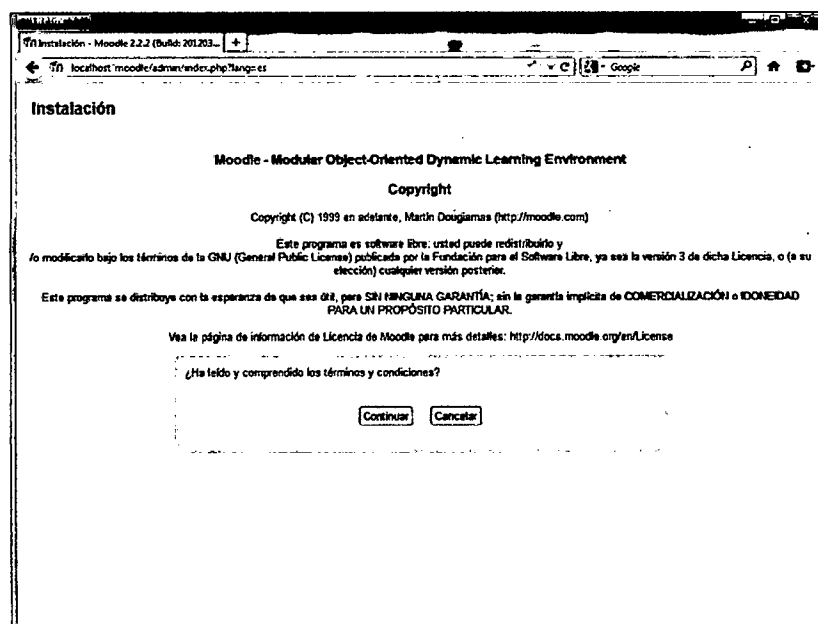 Instalación - Moodle 2.2.2 (Build: 201203... +
localhost/moodle/admin/index.php?lang=es
Google
Instalación
Moodle - Modular Object-Oriented Dynamic Learning Environment
Copyright
Copyright (C) 1999 en adelante, Martin Dougiamas (http://moodle.com)
Este programa es software libre: usted puede redistribuirlo y
/o modificarlo bajo los términos de la GNU (General Public License) publicada por la Fundación para el Software Libre, ya sea la versión 3 de dicha Licencia, o (a su
elección) cualquier versión posterior.
Este programa se distribuye con la esperanza de que sea útil, pero SIN NINGUNA GARANTÍA; sin la garantía implícita de COMERCIALIZACIÓN o IDONEIDAD
PARA UN PROPÓSITO PARTICULAR.
Vea la página de información de Licencia de Moodle para más detalles: http://docs.moodle.org/en/License
¿Ha leído y comprendido los términos y condiciones?
Continuar Cancelar